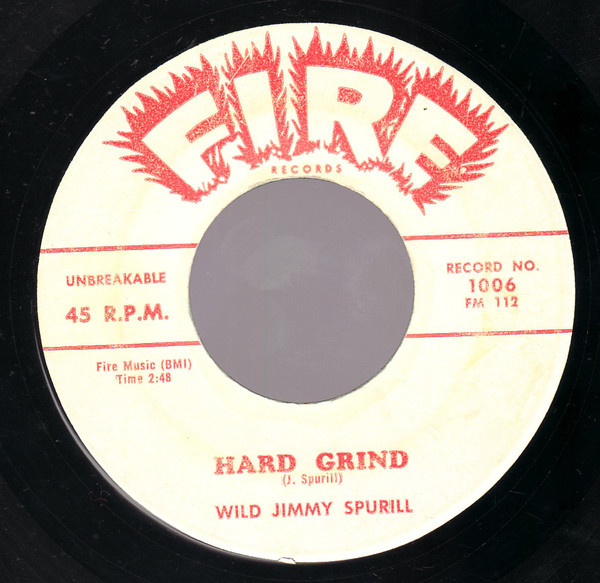 FIRE
RECORDS
UNBREAKABLE
45 R.P.M.
Fire Music (BMI)
Time 2:48
RECORD NO.
1006
FM 112
HARD GRIND
(J. Spurill)
WILD JIMMY SPURILL